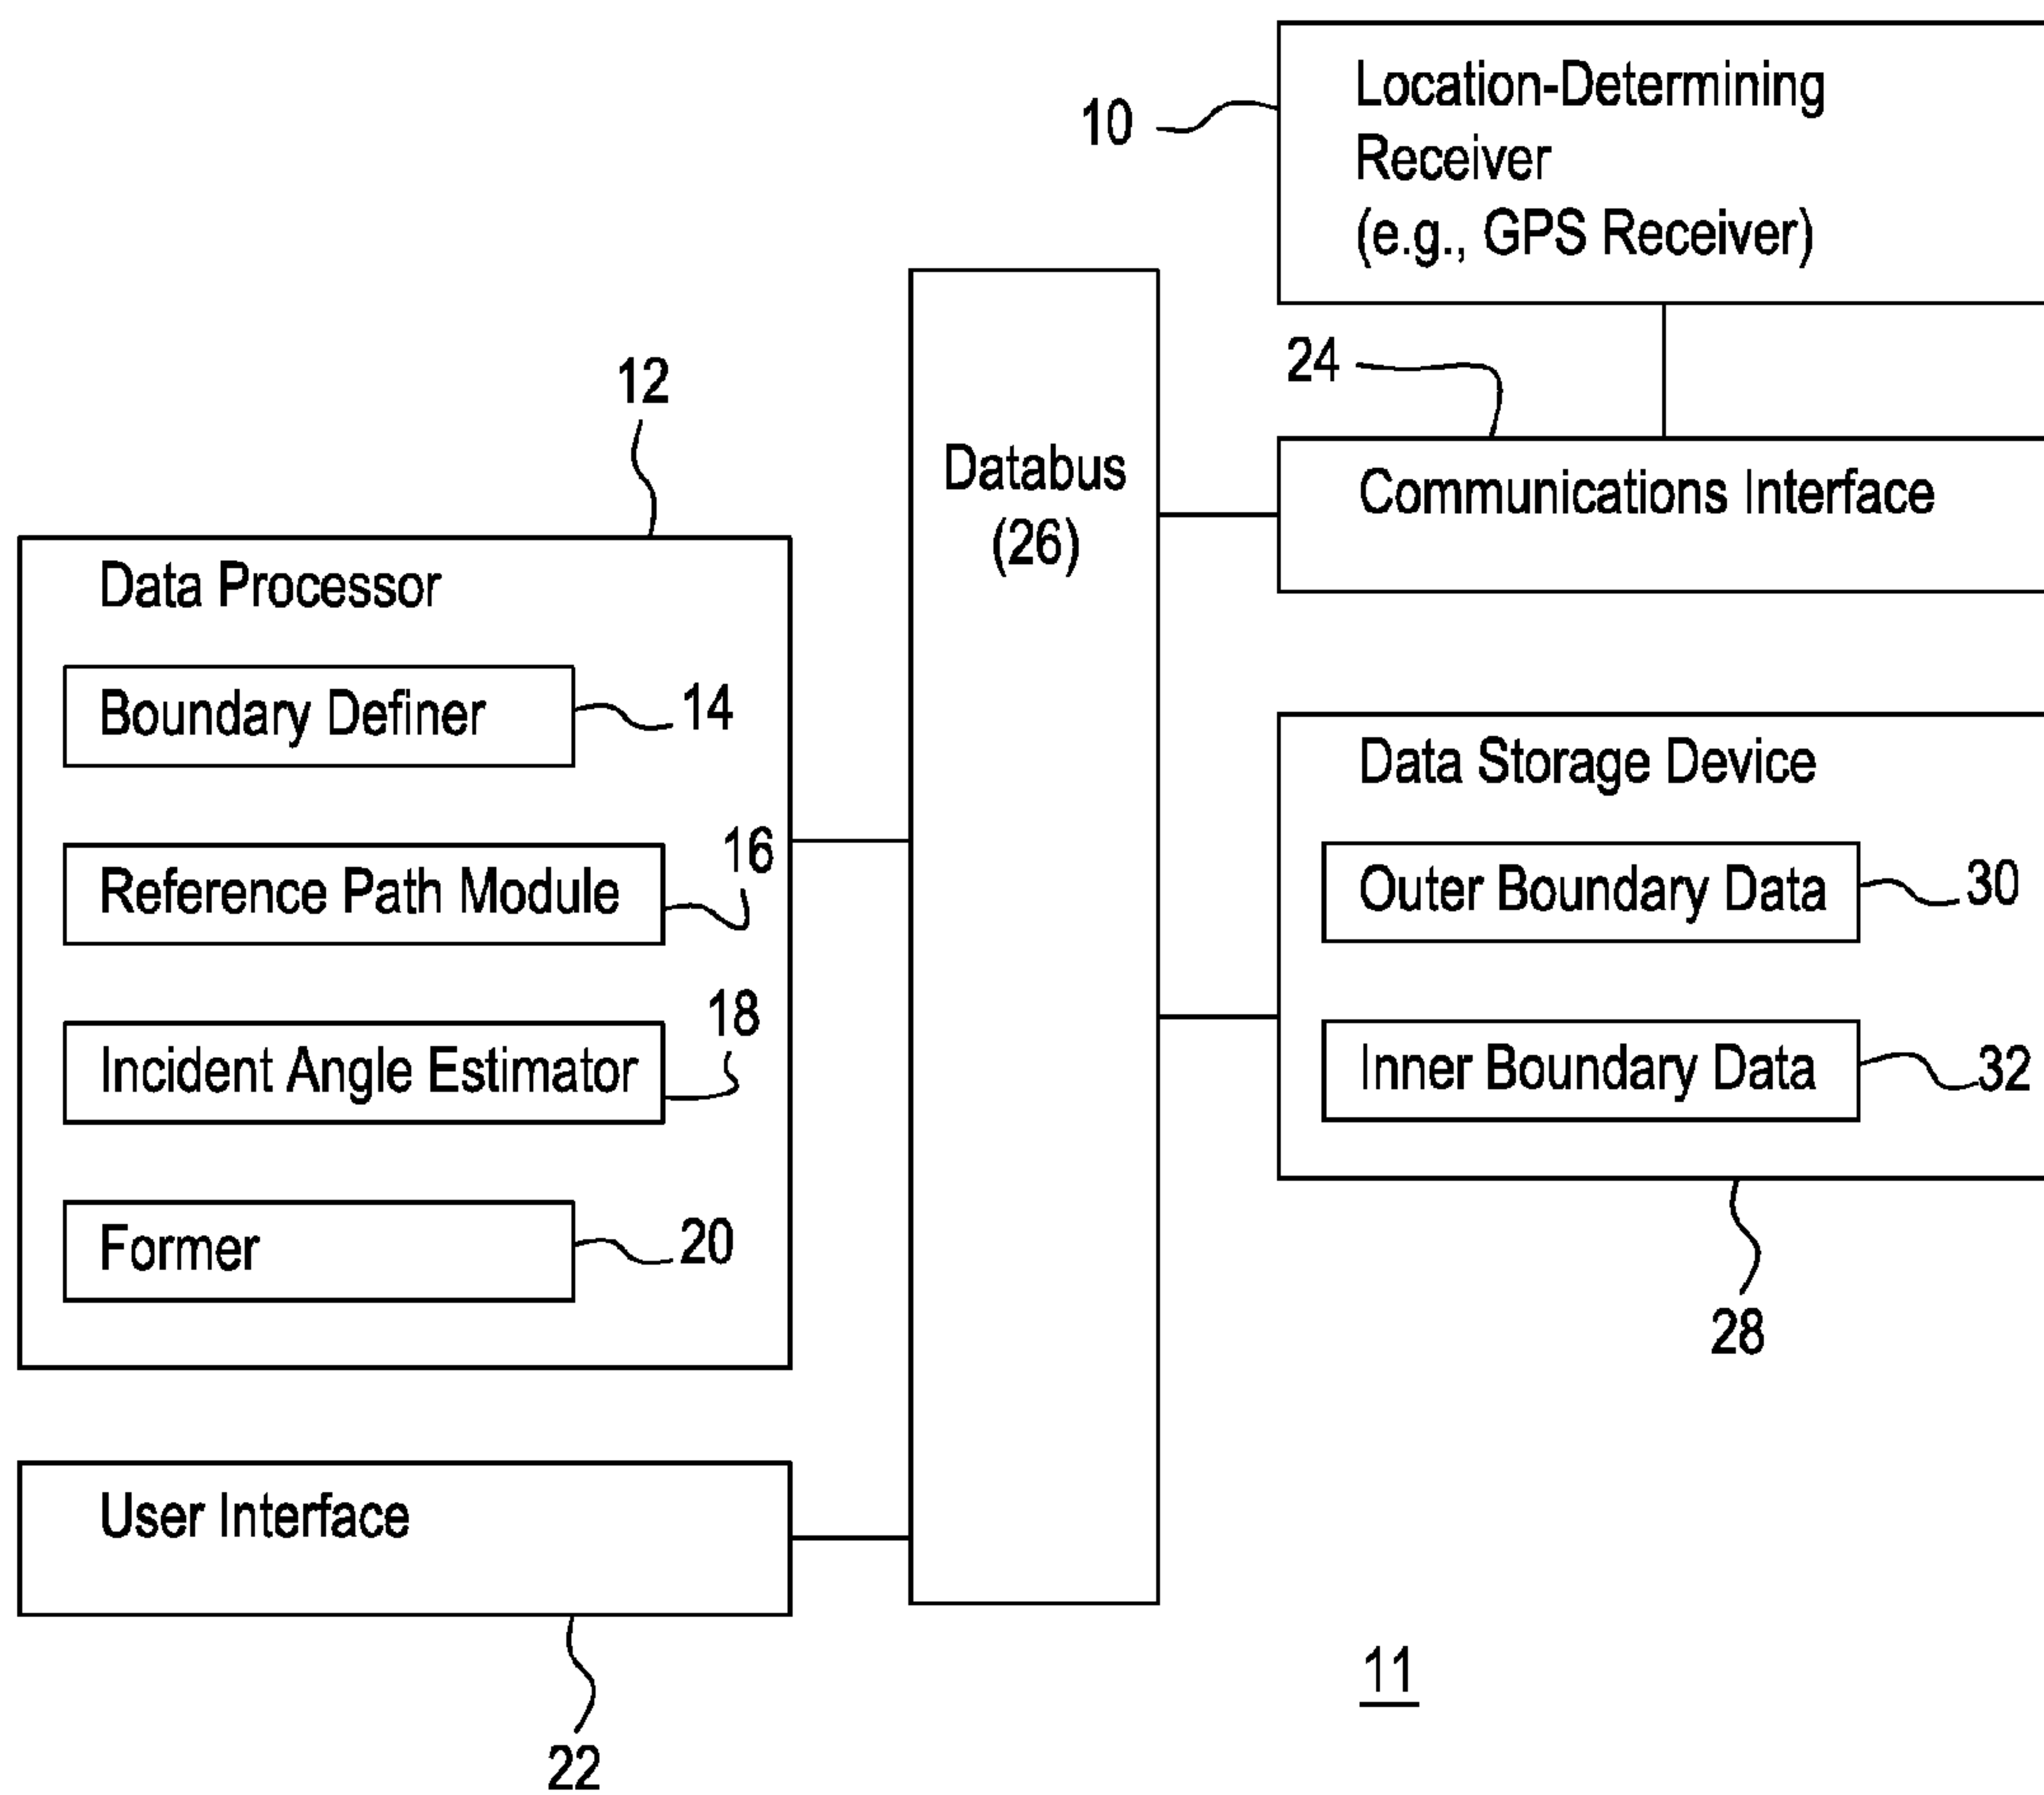 10
Location-Determining
Receiver
(e.g., GPS Receiver)
24
Communications Interface
Databus
(26)
12
Data Processor
Boundary Definer
14
Reference Path Module
16
Incident Angle Estimator
18
Former
20
User Interface
22
Data Storage Device
Outer Boundary Data
30
Inner Boundary Data
32
28
11